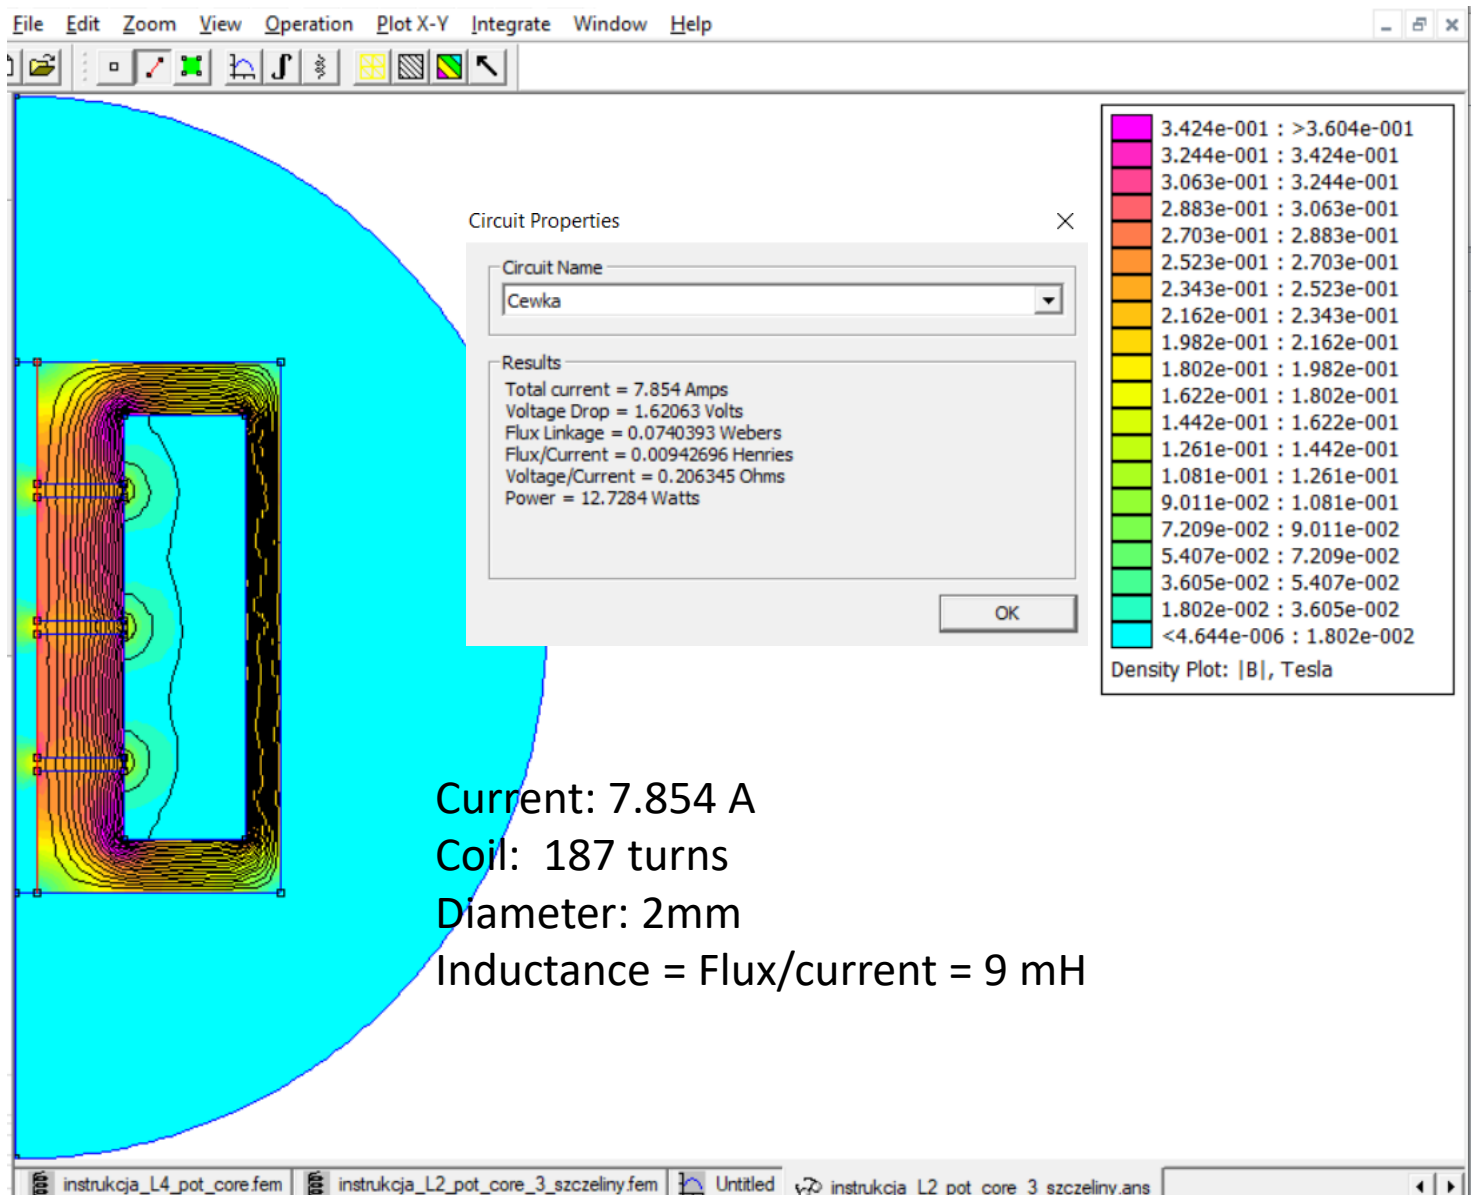 File Edit Zoom View Operation Plot X-Y Integrate Window Help
3.424e-001 : >3.604e-001
3.244e-001 : 3.424e-001
3.063e-001 : 3.244e-001
2.883e-001 : 3.063e-001
2.703e-001 : 2.883e-001
2.523e-001 : 2.703e-001
2.343e-001 : 2.523e-001
2.162e-001 : 2.343e-001
1.982e-001 : 2.162e-001
1.802e-001 : 1.982e-001
1.622e-001 : 1.802e-001
1.442e-001 : 1.622e-001
1.261e-001 : 1.442e-001
1.081e-001 : 1.261e-001
9.011e-002 : 1.081e-001
7.209e-002 : 9.011e-002
5.407e-002 : 7.209e-002
3.605e-002 : 5.407e-002
1.802e-002 : 3.605e-002
<4.644e-006 : 1.802e-002
Density Plot: |B|, Tesla
Circuit Properties
Circuit Name
Cewka
Results
Total current = 7.854 Amps
Voltage Drop = 1.62063 Volts
Flux Linkage = 0.0740393 Webers
Flux/Current = 0.00942696 Henries
Voltage/Current = 0.206345 Ohms
Power = 12.7284 Watts
OK
Current: 7.854 A
Coil: 187 turns
Diameter: 2mm
Inductance = Flux/current = 9 mH
instrukcja_L4_pot_core.fem instrukcja_L2_pot_core_3_szczeliny.fem Untitled instrukcja_L2_pot_core_3_szczeliny.ans